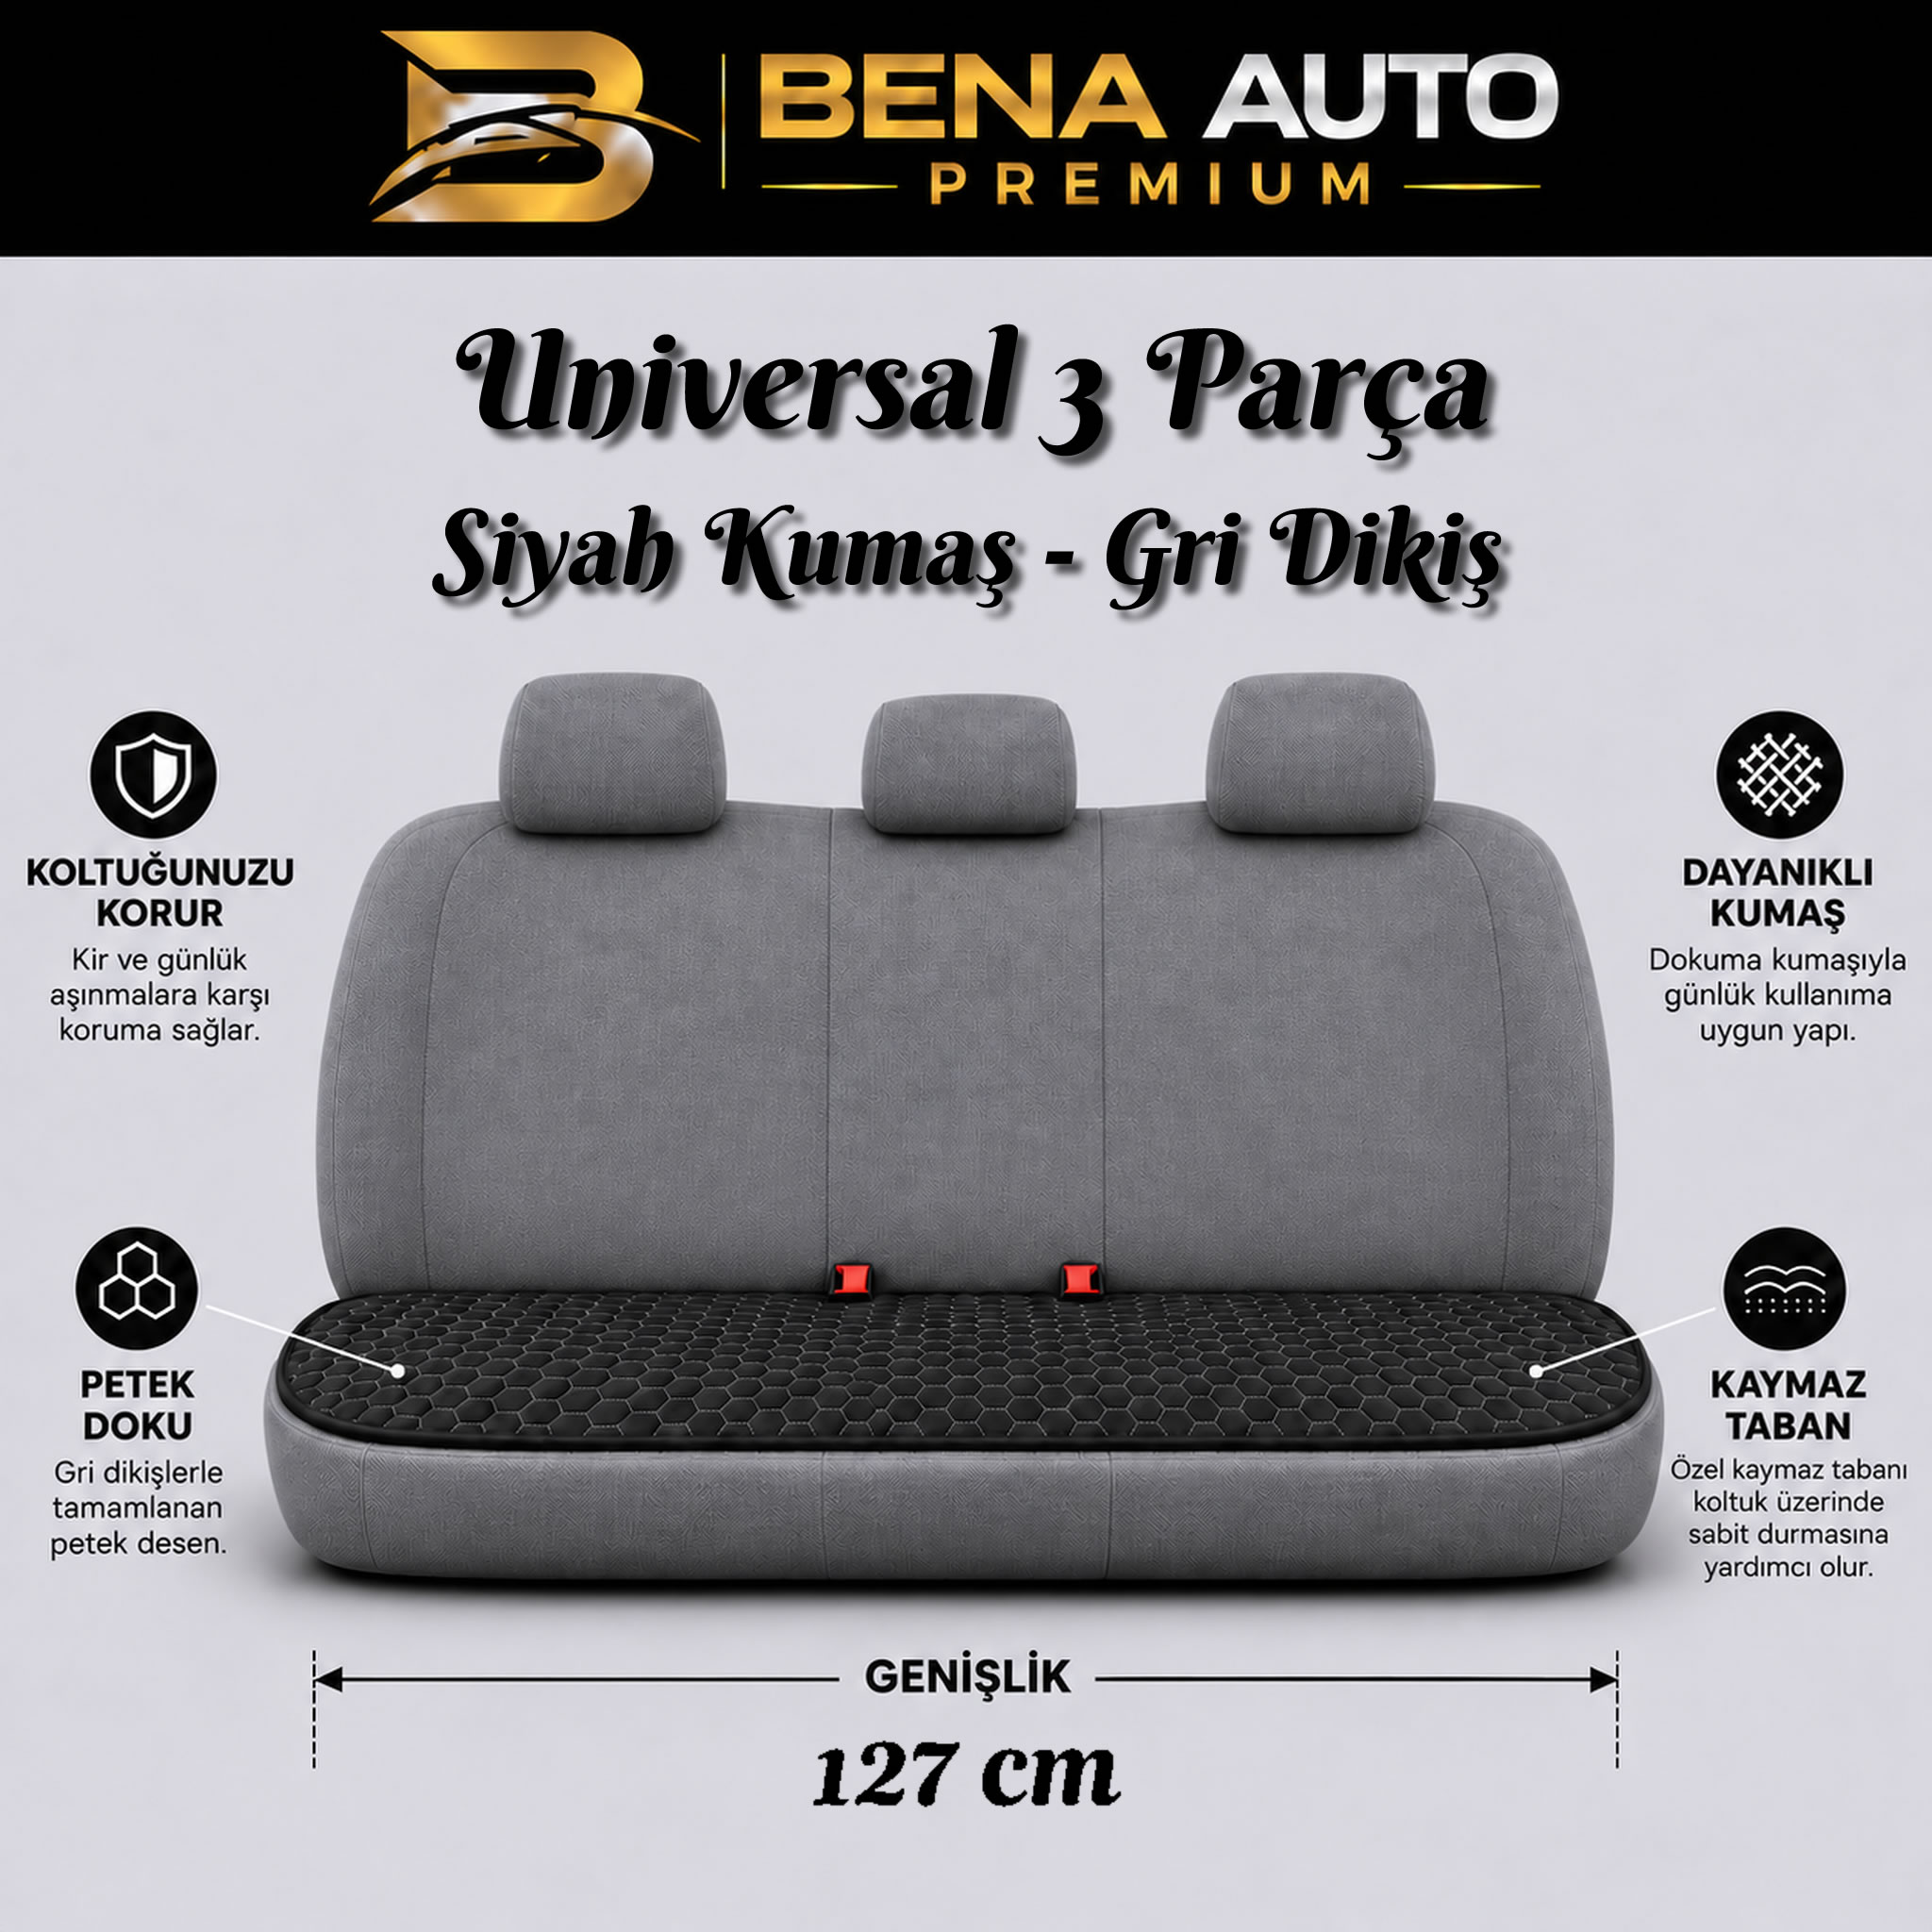 BENA AUTO
PREMIUM
Universal 3 Parça
Siyah Kumaş - Gri Dikiş
KOLTUĞUNUZU
KORUR
Kir ve günlük
aşınmalara karşı
koruma sağlar.
DAYANIKLI
KUMAŞ
Dokuma kumaşıyla
günlük kullanıma
uygun yapı.
PETEK
DOKU
Gri dikişlerle
tamamlanan
petek desen.
KAYMAZ
TABAN
Özel kaymaz tabanı
koltuk üzerinde
sabit durmasına
yardımcı olur.
GENİŞLİK
127 cm